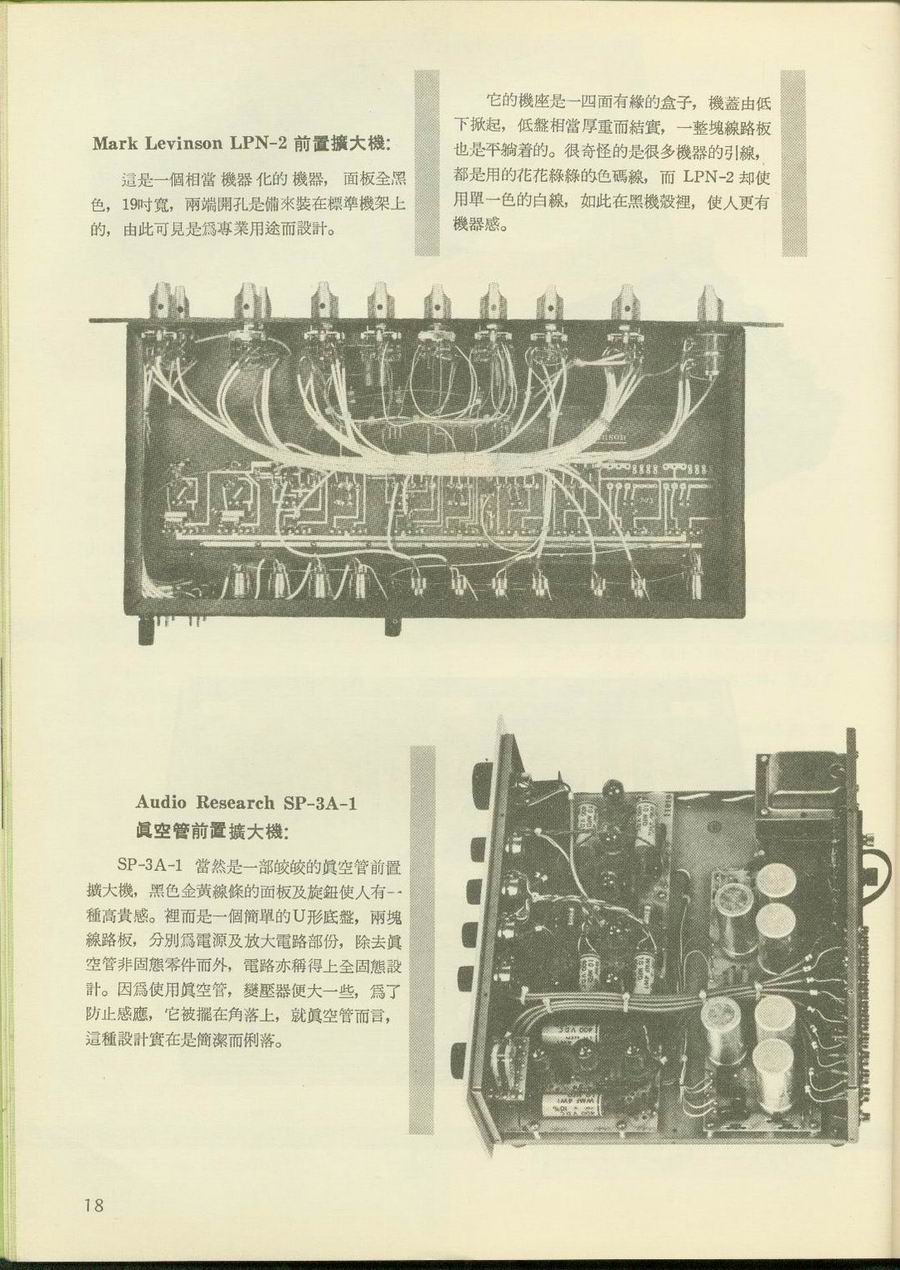 Mark Levinson LPN-2 前置擴大機：
這是一個相當 機器 化的 機器， 面板全黑
色，19吋寬，兩端開孔是備來裝在標準機架上
的，由此可見是爲專業用途而設計。
它的機座是一四面有緣的盒子，機蓋由低
下掀起，低盤相當厚重而結實，一整塊線路板
也是平躺着的。很奇怪的是很多機器的引線，
都是用的花花綠綠的色碼線，而 LPN-2 却使
用單一色的白線，如此在黑機殼裡，使人更有
機器感。
Audio Research SP-3A-1
眞空管前置擴大機：
SP-3A-1 當然是一部皎皎的眞空管前置
擴大機，黑色金黃線條的面板及旋鈕使人有一
種高貴感。裡面是一個簡單的U形底盤，兩塊
線路板，分別爲電源及放大電路部份，除去眞
空管非固態零件而外，電路亦稱得上全固態設
計。因爲使用眞空管，變壓器便大一些，爲了
防止感應，它被擺在角落上，就眞空管而言，
這種設計實在是簡潔而俐落。
400 V.D.C
WMF 4W1
± 10%
400 V.D.C
18